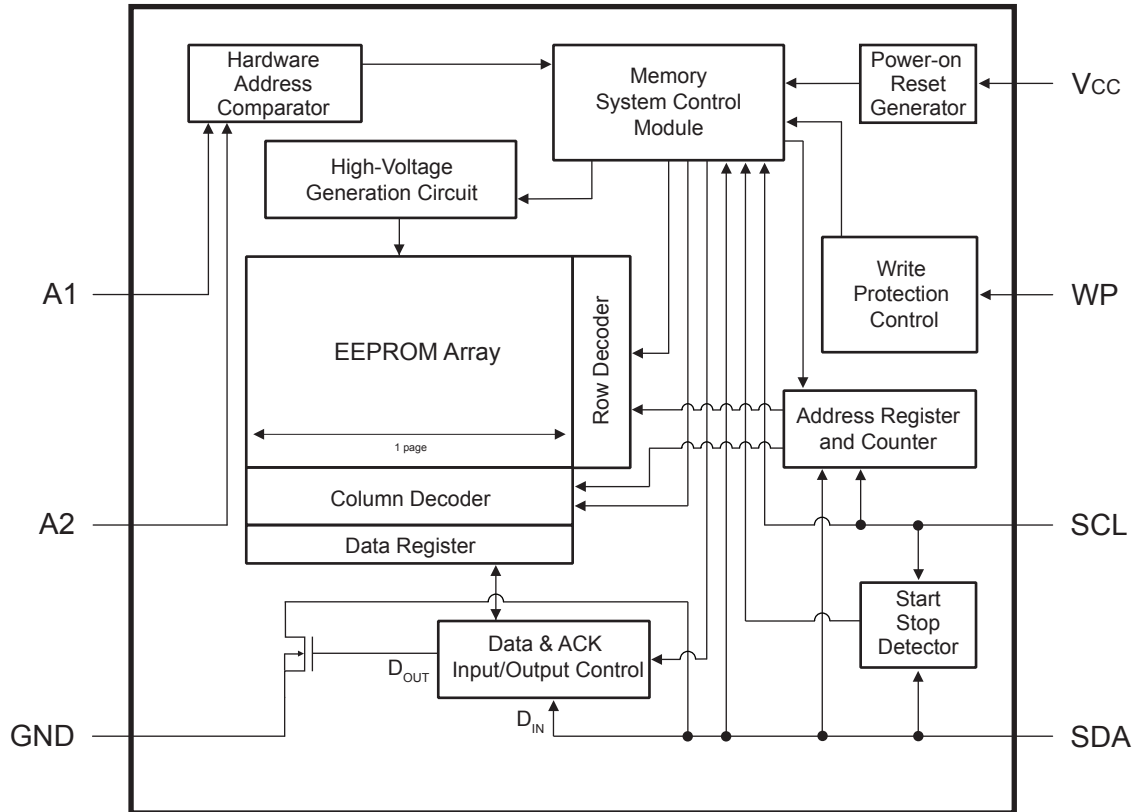 Hardware
Address
Comparator
Memory
System Control
Module
Power-on
Reset
Generator
VCC
High-Voltage
Generation Circuit
A1
EEPROM Array
Row Decoder
Write
Protection
Control
WP
1 page
Address Register
and Counter
A2
Column Decoder
SCL
Data Register
Start
Stop
Detector
Data & ACK
Input/Output Control
DOUT
DIN
GND
SDA